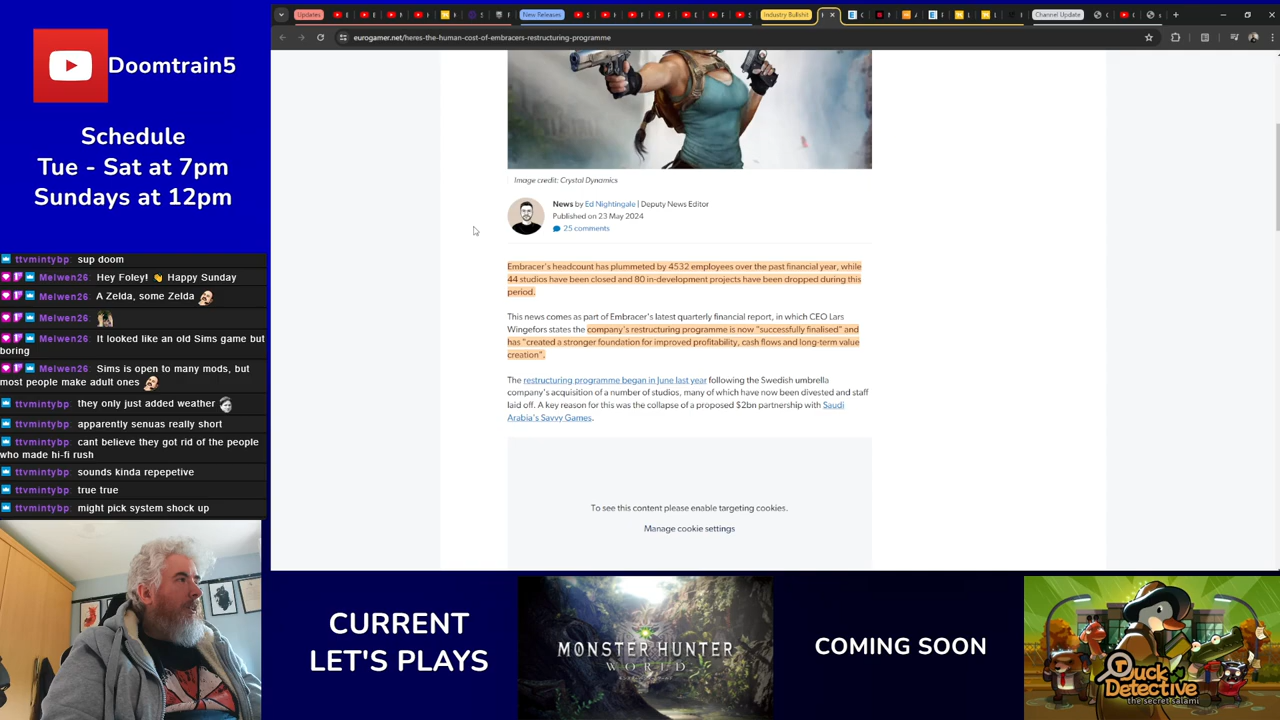 Doomtrain5
Schedule
Tue - Sat at 7pm
Sundays at 12pm
ttvmintybp: sup doom
Melwen26: Hey Foley! Happy Sunday
Melwen26: A Zelda, some Zelda
Melwen26:
Melwen26: It looked like an old Sims game but
boring
Melwen26: Sims is open to many mods, but
most people make adult ones
ttvmintybp: they only just added weather
ttvmintybp: apparently senuas really short
ttvmintybp: cant believe they got rid of the people
who made hi-fi rush
ttvmintybp: sounds kinda repepetive
ttvmintybp: true true
ttvmintybp: might pick system shock up
Updates
New Releases
Industry Bullshit
Channel Update
eurogamer.net/heres-the-human-cost-of-embracers-restructuring-programme
Image credit: Crystal Dynamics
News by Ed Nightingale | Deputy News Editor
Published on 23 May 2024
25 comments
Embracer's headcount has plummeted by 4532 employees over the past financial year, while
44 studios have been closed and 80 in-development projects have been dropped during this
period.
This news comes as part of Embracer's latest quarterly financial report, in which CEO Lars
Wingefors states the company's restructuring programme is now "successfully finalised" and
has "created a stronger foundation for improved profitability, cash flows and long-term value
creation".
The restructuring programme began in June last year following the Swedish umbrella
company's acquisition of a number of studios, many of which have now been divested and staff
laid off. A key reason for this was the collapse of a proposed $2bn partnership with Saudi
Arabia's Savvy Games.
To see this content please enable targeting cookies.
Manage cookie settings
CURRENT
LET'S PLAYS
MONSTER HUNTER
WORLD
COMING SOON
Duck
Detective
the secret salami